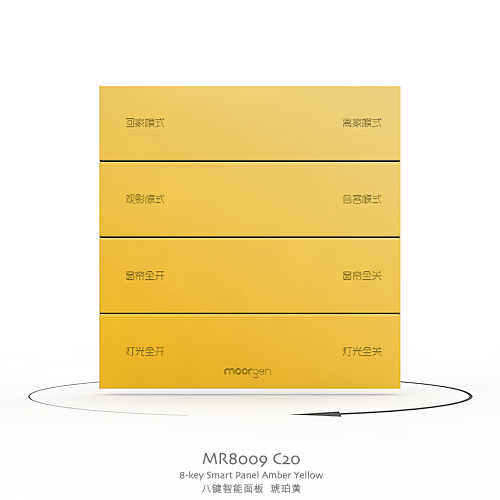 回家模式 离家模式
观影模式 会客模式
窗帘全开 窗帘全关
灯光全开 灯光全关
moorgen
MR8009 C20
8-key Smart Panel Amber Yellow
八键智能面板 琥珀黄